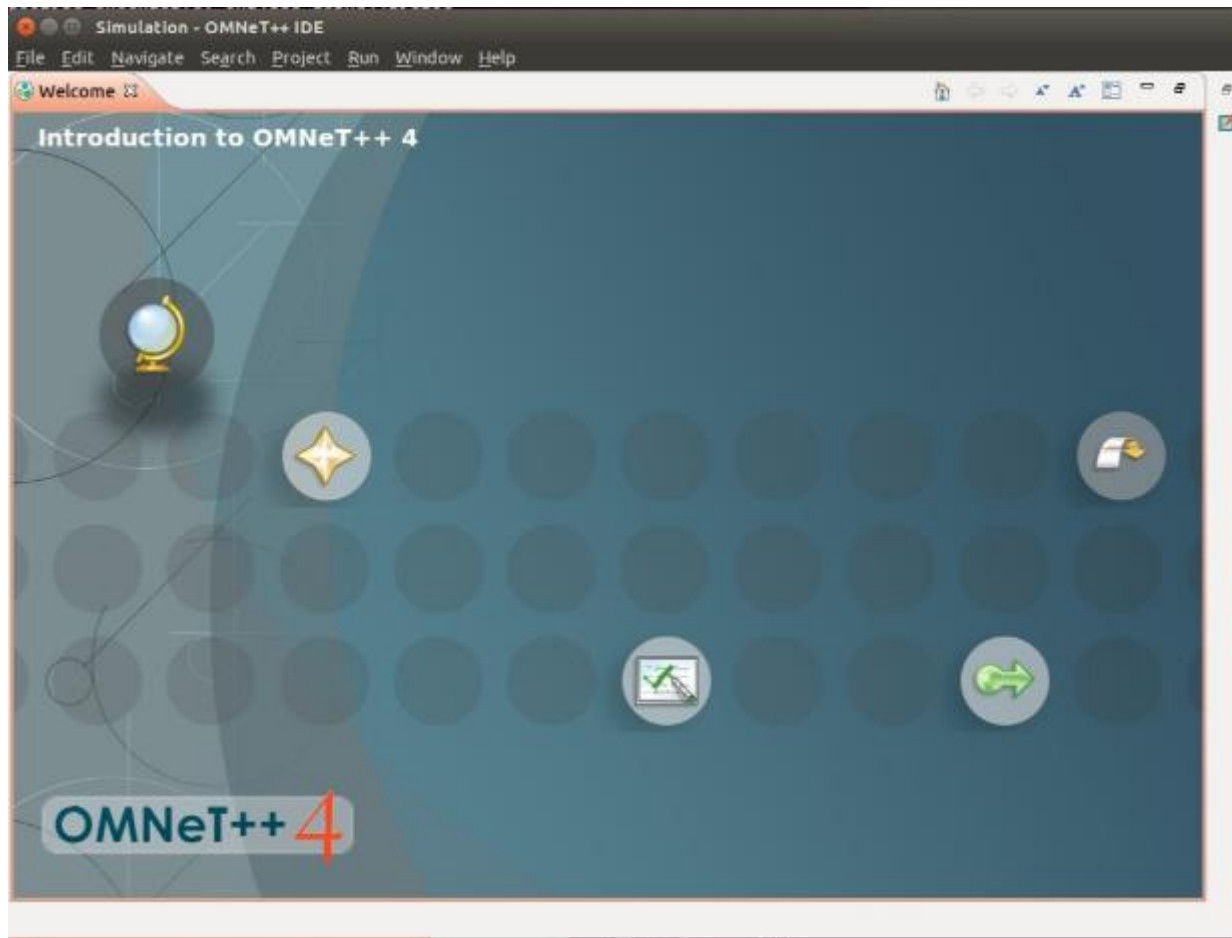 Simulation - OMNeT++ IDE
File Edit Navigate Search Project Run Window Help
Welcome
Introduction to OMNeT++ 4
OMNeT++ 4